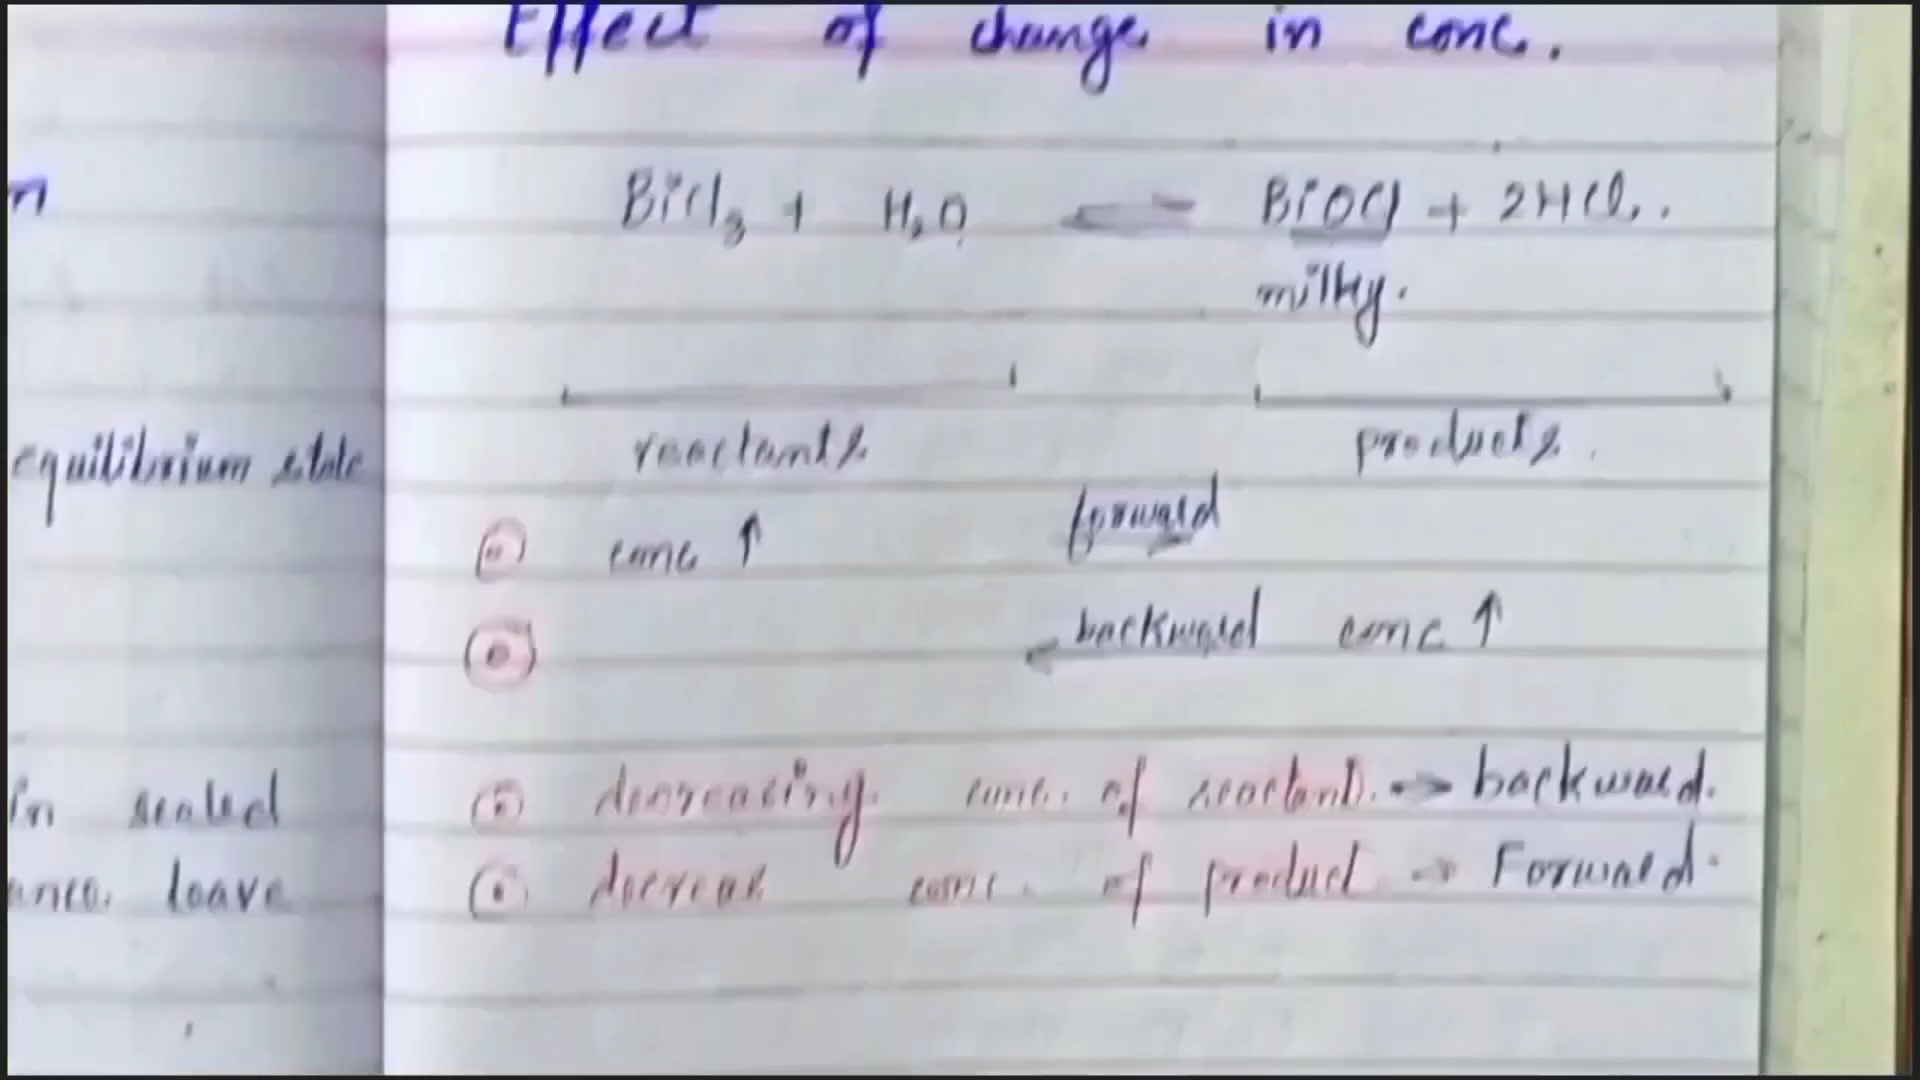 Effect of change in conc.
n
BiCl3 + H2O ⇌ BiOCl + 2HCl.
milky.
equilibrium state
reactants products.
conc ↑ forward
backward conc ↑
in sealed
decreasing conc. of reactant. → backward.
leave
decrease conc. of product → Forward.